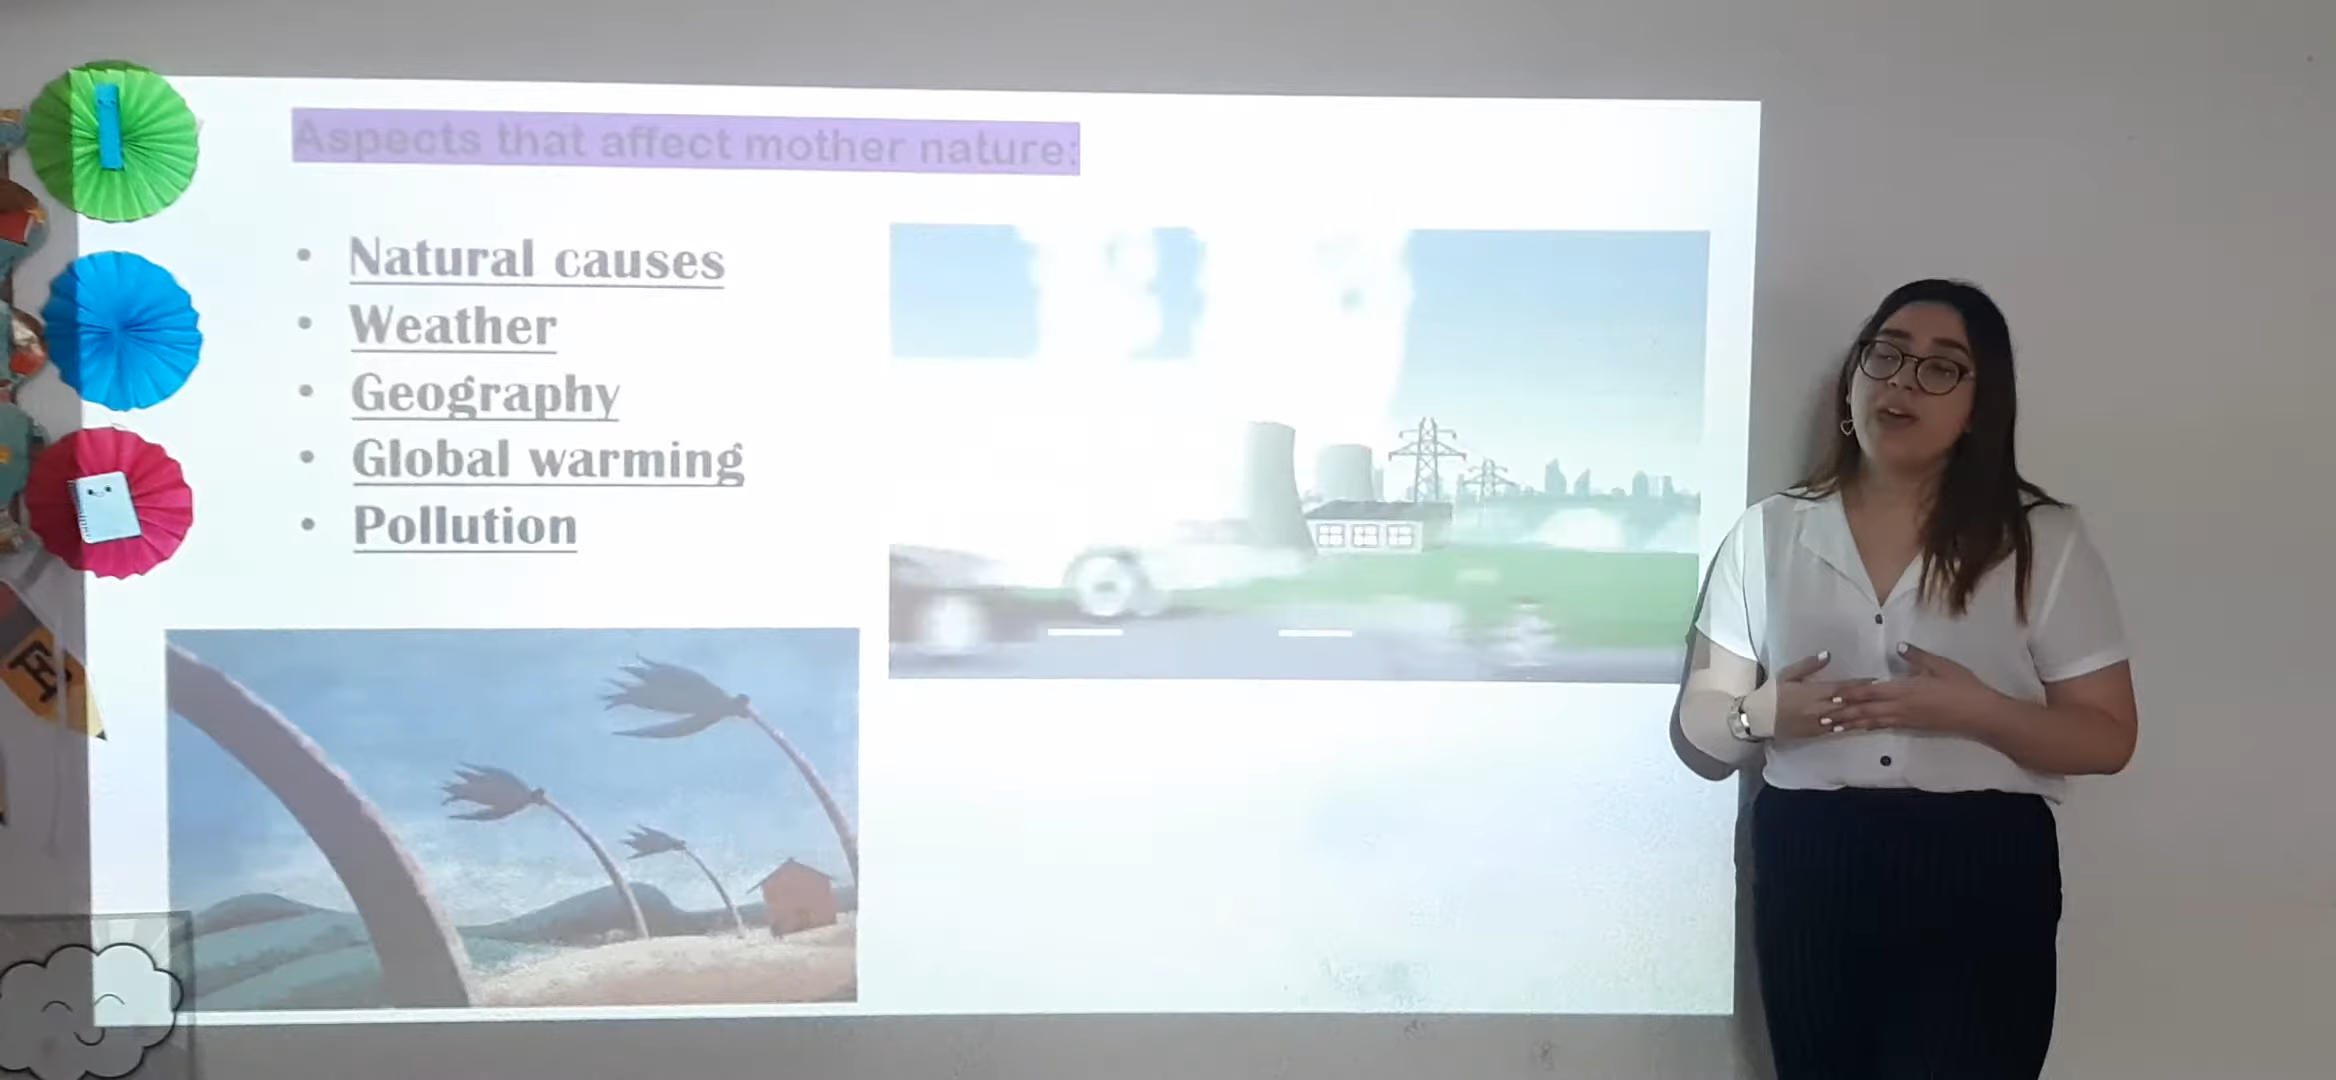 Aspects that affect mother nature:
Natural causes
Weather
Geography
Global warming
Pollution